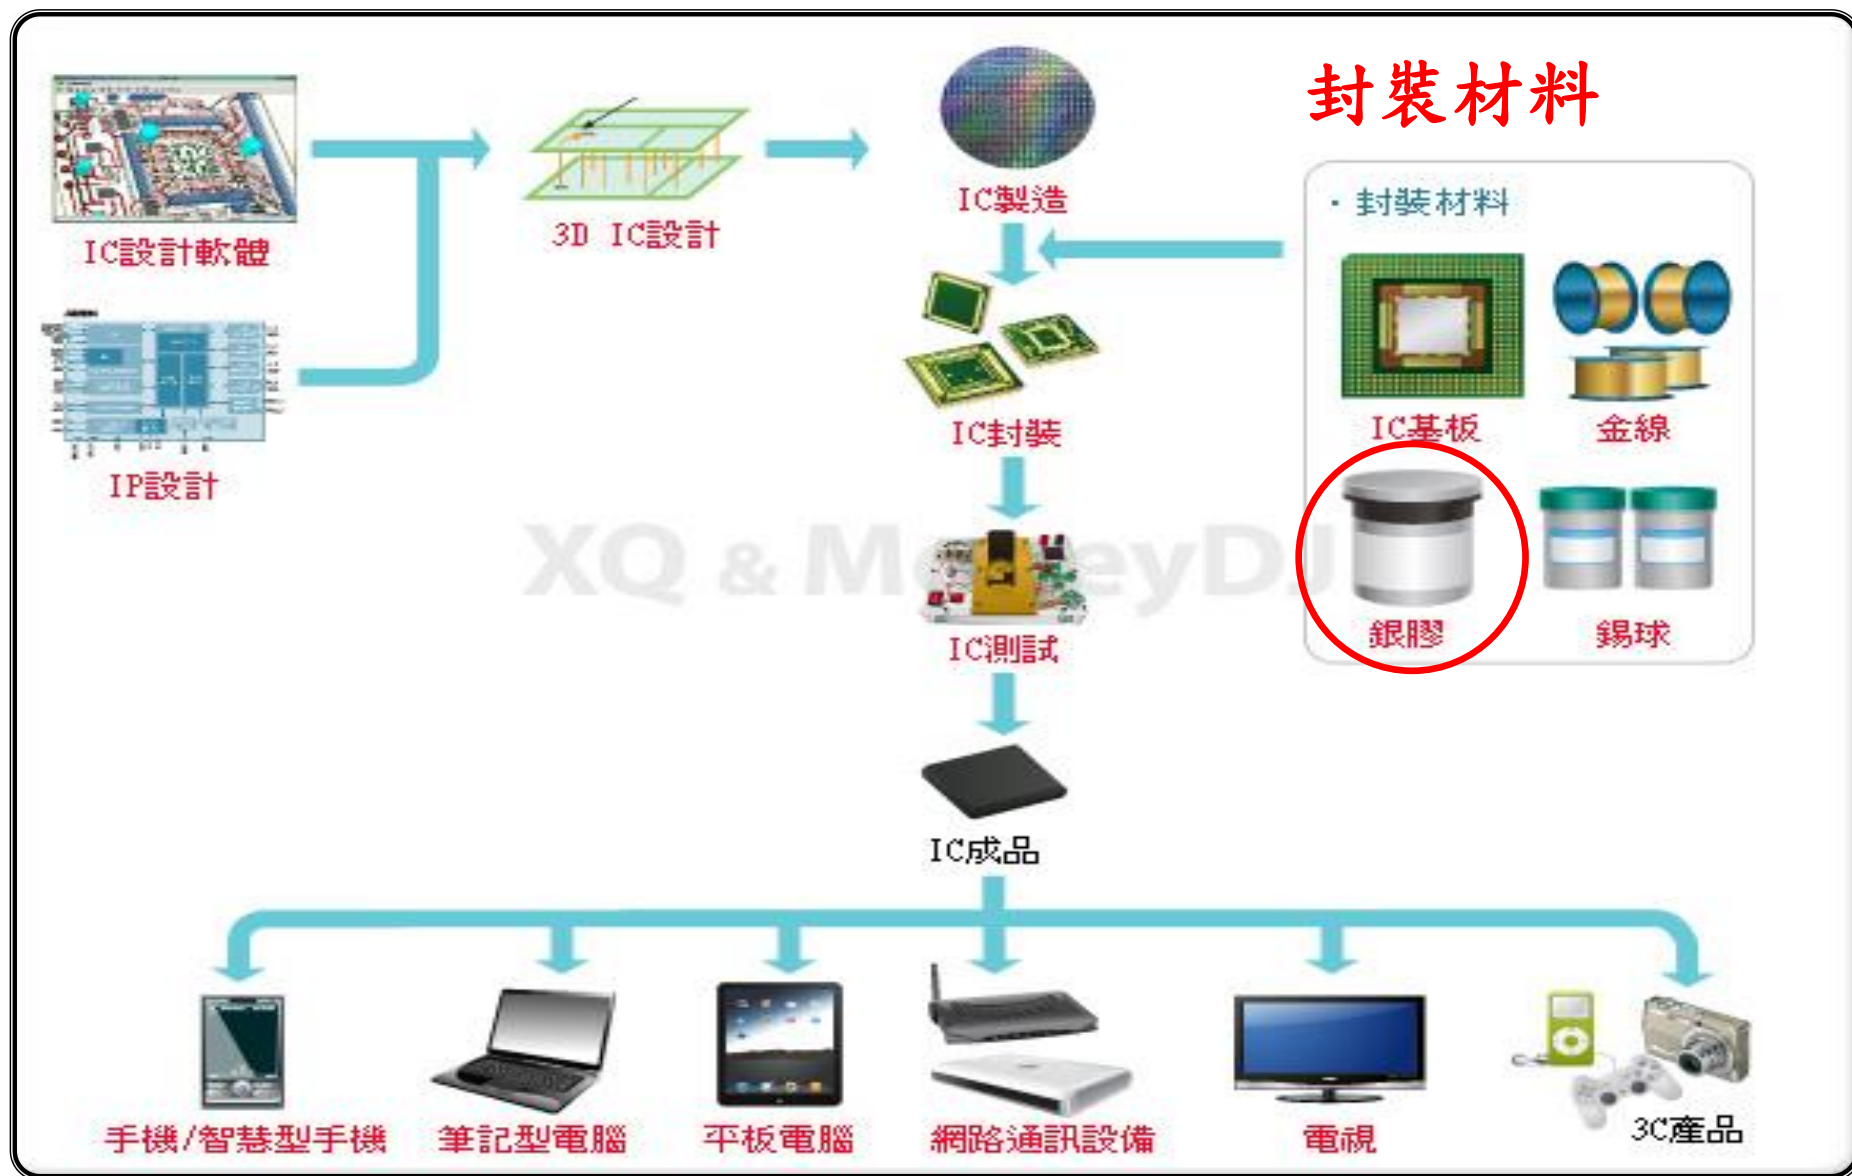 封裝材料
IC設計軟體
3D IC設計
IC製造
・封裝材料
IP設計
IC基板
金線
IC封裝
銀膠
錫球
XQ & M
eyDJ
IC測試
IC成品
手機/智慧型手機
筆記型電腦
平板電腦
網路通訊設備
電視
3C產品